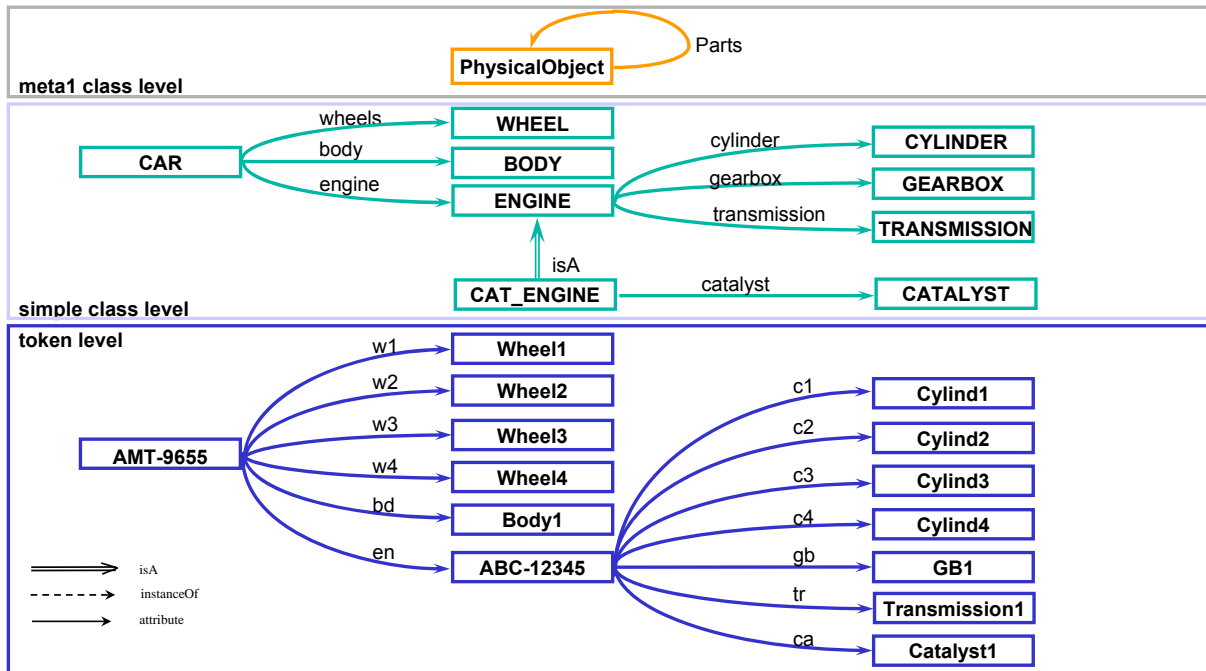 Parts
PhysicalObject
meta1 class level
wheels
WHEEL
CAR
body
BODY
engine
ENGINE
cylinder
CYLINDER
gearbox
GEARBOX
transmission
TRANSMISSION
isA
CAT_ENGINE
catalyst
CATALYST
simple class level
token level
w1
Wheel1
w2
Wheel2
w3
Wheel3
AMT-9655
w4
Wheel4
bd
Body1
en
ABC-12345
c1
Cylind1
c2
Cylind2
c3
Cylind3
c4
Cylind4
gb
GB1
tr
Transmission1
ca
Catalyst1
isA
instanceOf
attribute